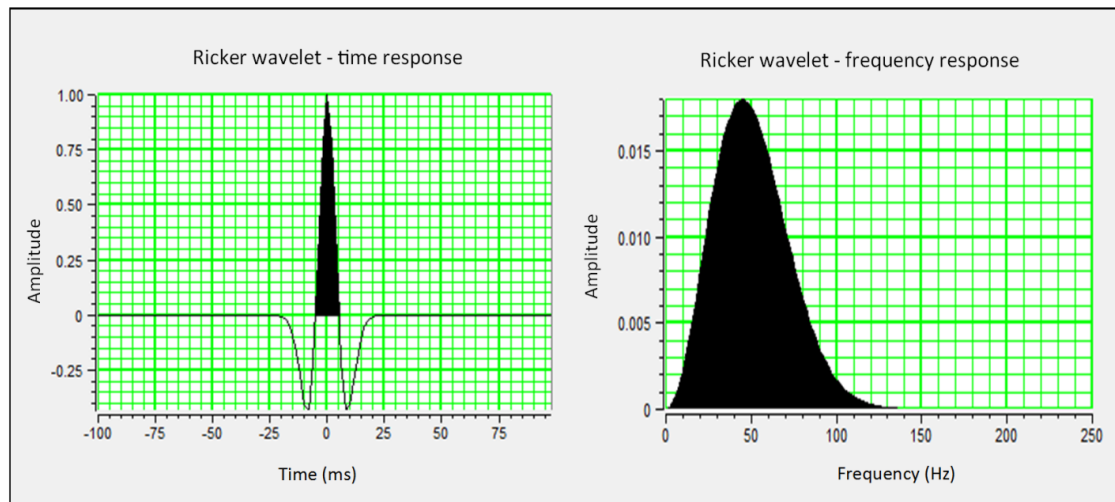 Ricker wavelet - time response
1.00
0.75
0.50
0.25
0
-0.25
Amplitude
-100 -75 -50 -25 0 25 50 75
Time (ms)
Ricker wavelet - frequency response
0.015
0.010
0.005
0
Amplitude
0 50 100 150 200 250
Frequency (Hz)